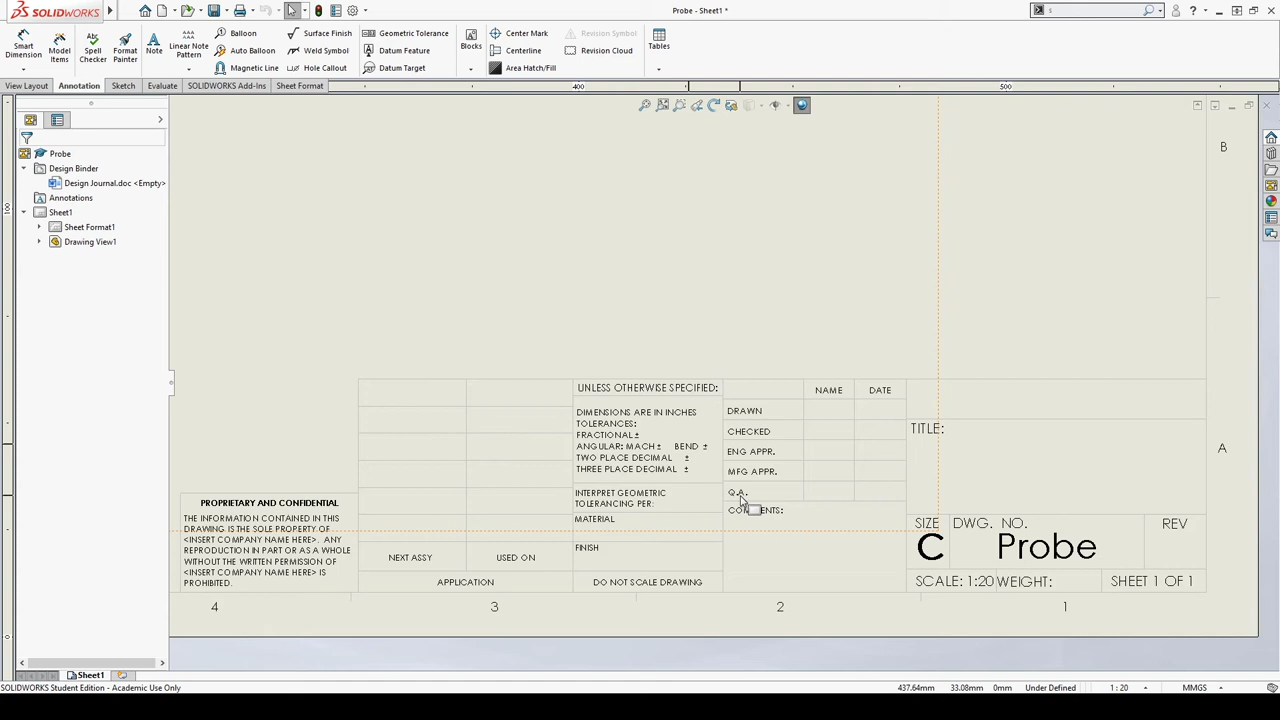 SOLIDWORKS
Probe - Sheet1 *
s
Smart Dimension
Model Items
Spell Checker
Format Painter
Note
Linear Note Pattern
Balloon
Auto Balloon
Magnetic Line
Surface Finish
Weld Symbol
Hole Callout
Geometric Tolerance
Datum Feature
Datum Target
Blocks
Center Mark
Centerline
Area Hatch/Fill
Revision Symbol
Revision Cloud
Tables
View Layout
Annotation
Sketch
Evaluate
SOLIDWORKS Add-Ins
Sheet Format
400
500
100
0
Probe
Design Binder
Design Journal.doc <Empty>
Annotations
Sheet1
Sheet Format1
Drawing View1
B
A
UNLESS OTHERWISE SPECIFIED:
DIMENSIONS ARE IN INCHES
TOLERANCES:
FRACTIONAL ±
ANGULAR: MACH ± BEND ±
TWO PLACE DECIMAL ±
THREE PLACE DECIMAL ±
INTERPRET GEOMETRIC
TOLERANCING PER:
MATERIAL
FINISH
DO NOT SCALE DRAWING
NAME DATE
DRAWN
CHECKED
ENG APPR.
MFG APPR.
Q.A.
TITLE:
SIZE DWG. NO. REV
C Probe
SCALE: 1:20 WEIGHT: SHEET 1 OF 1
PROPRIETARY AND CONFIDENTIAL
THE INFORMATION CONTAINED IN THIS
DRAWING IS THE SOLE PROPERTY OF
<INSERT COMPANY NAME HERE>. ANY
REPRODUCTION IN PART OR AS A WHOLE
WITHOUT THE WRITTEN PERMISSION OF
<INSERT COMPANY NAME HERE> IS
PROHIBITED.
NEXT ASSY USED ON
APPLICATION
4 3 2 1
Sheet1
SOLIDWORKS Student Edition - Academic Use Only
437.64mm 33.08mm 0mm Under Defined 1 : 20 MMGS